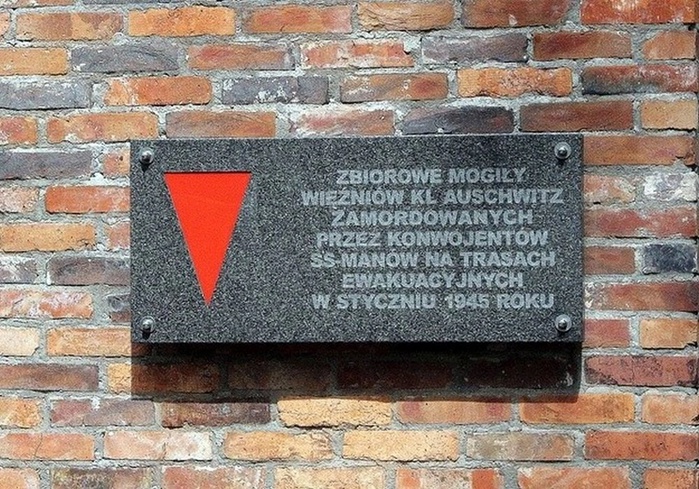 ZBIOROWE MOGIŁY
WIĘŹNIÓW KL AUSCHWITZ
ZAMORDOWANYCH
PRZEZ KONWOJENTÓW
SS-MANÓW NA TRASACH
EWAKUACYJNYCH
W STYCZNIU 1945 ROKU